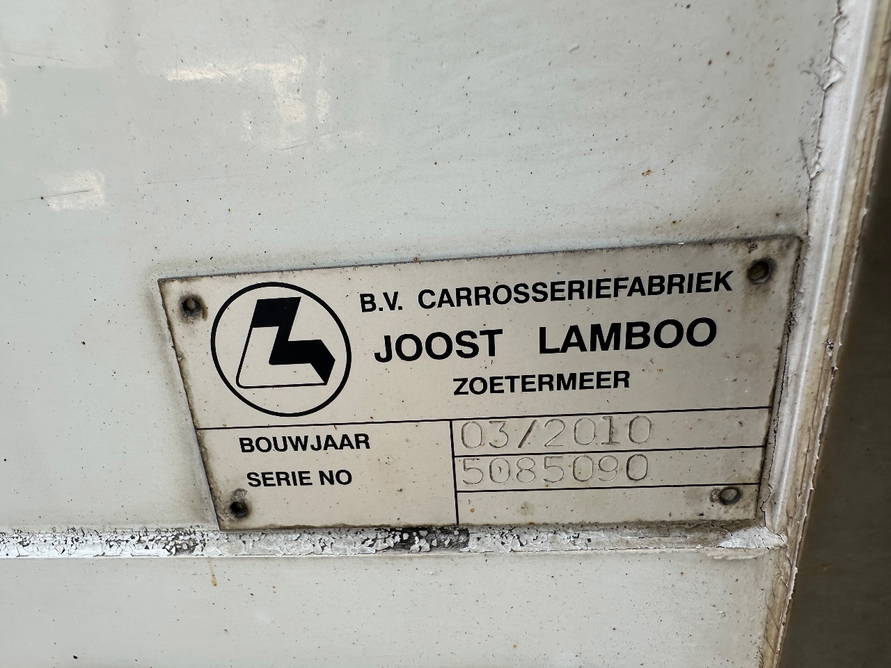 B.V. CARROSSERIEFABRIEK
JOOST LAMBOO
ZOETERMEER
BOUWJAAR 03/2010
SERIE NO 5085090